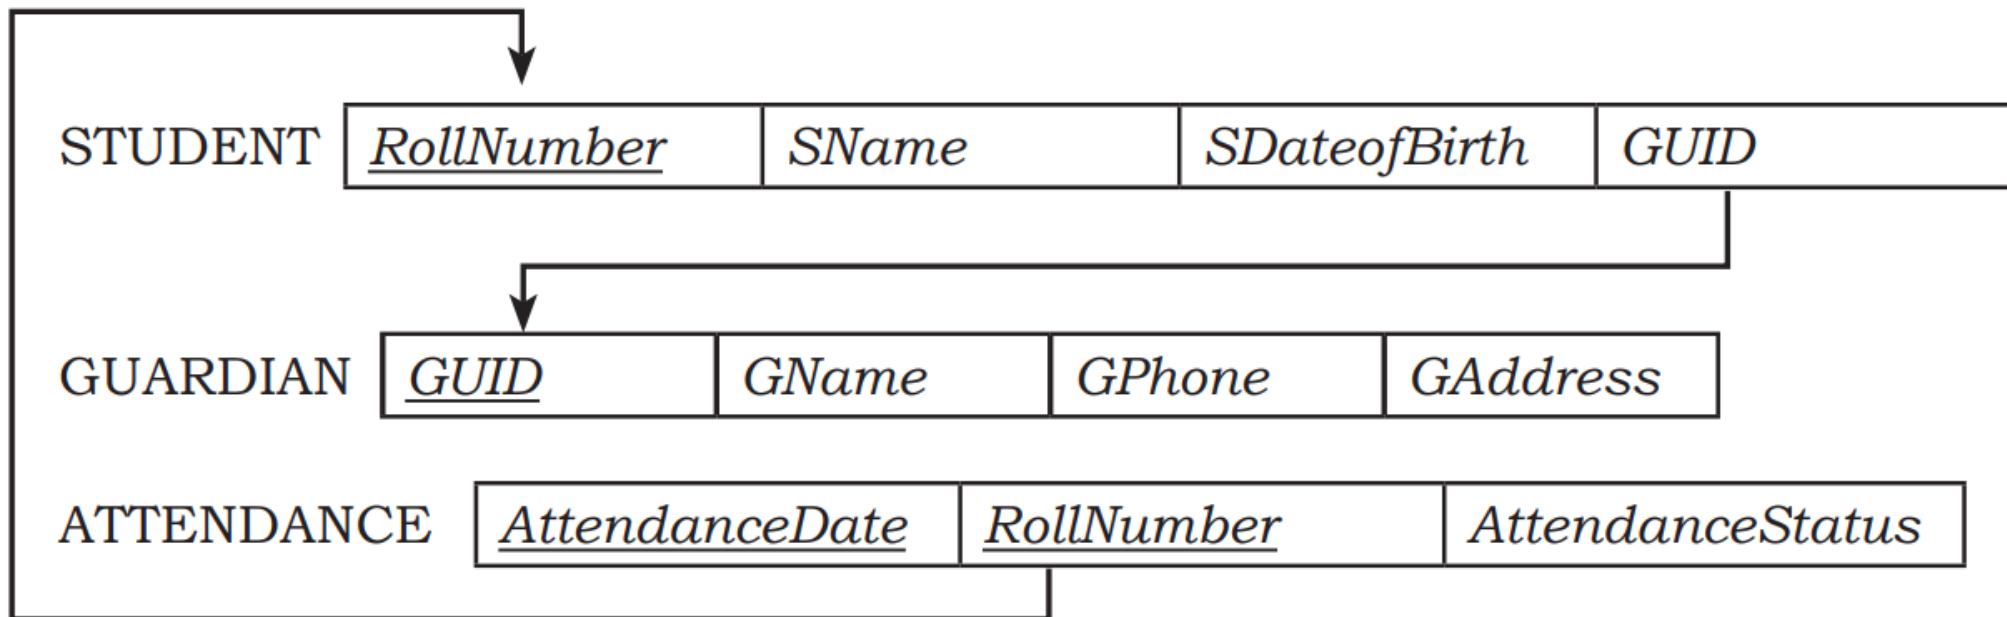 STUDENT RollNumber SName SDateofBirth GUID
GUARDIAN GUID GName GPhone GAddress
ATTENDANCE AttendanceDate RollNumber AttendanceStatus